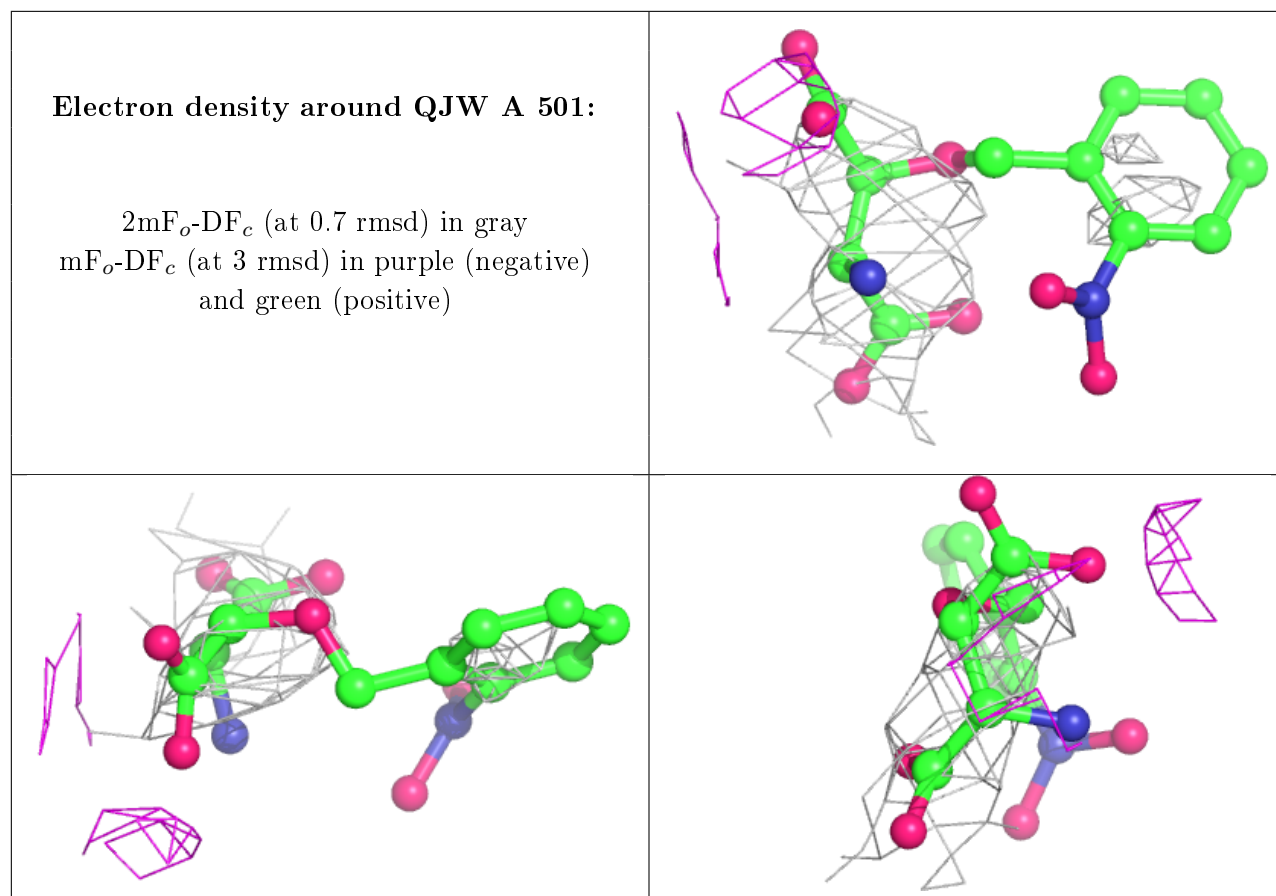 Electron density around QJW A 501:
2mFₒ-DF𝒸 (at 0.7 rmsd) in gray
mFₒ-DF𝒸 (at 3 rmsd) in purple (negative)
and green (positive)